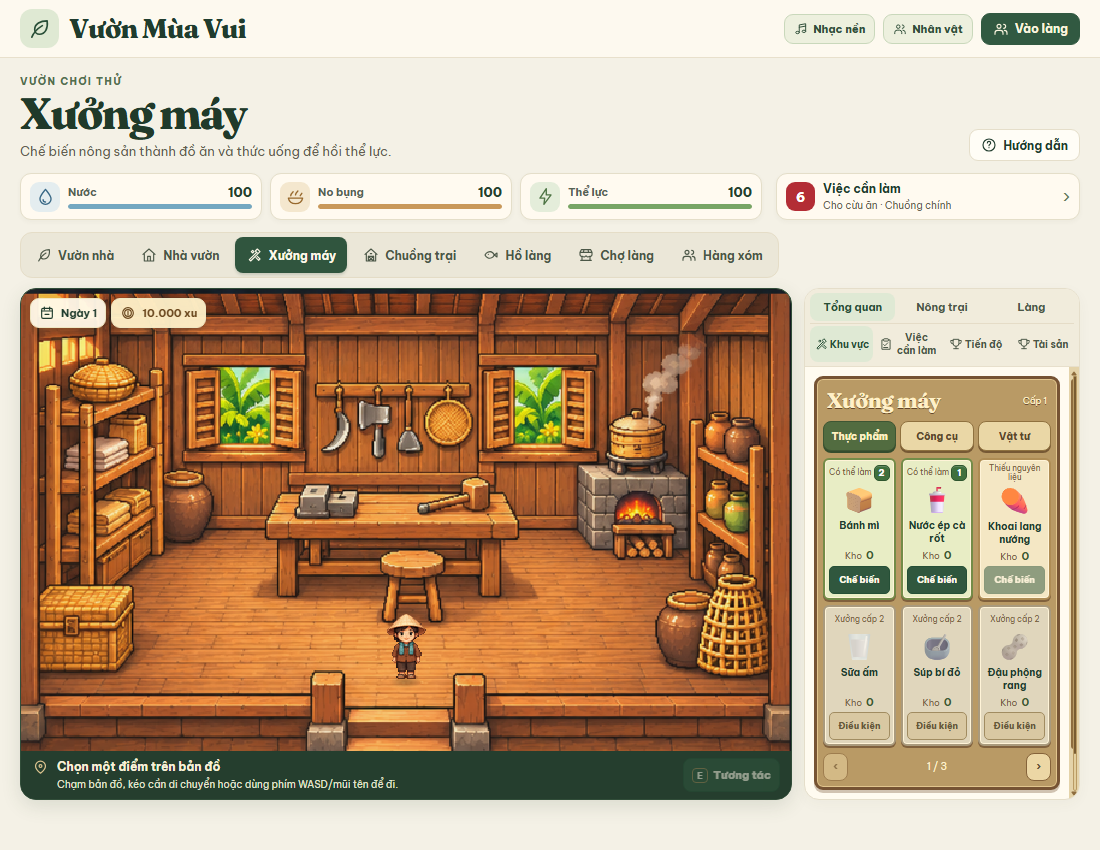 Vườn Mùa Vui
Nhạc nền
Nhân vật
Vào làng
VƯỜN CHƠI THỬ
Xưởng máy
Chế biến nông sản thành đồ ăn và thức uống để hồi thể lực.
Hướng dẫn
Nước 100
No bụng 100
Thể lực 100
6
Việc cần làm
Cho cừu ăn · Chuồng chính
Vườn nhà
Nhà vườn
Xưởng máy
Chuồng trại
Hồ làng
Chợ làng
Hàng xóm
Ngày 1
10.000 xu
Chọn một điểm trên bản đồ
Chạm bản đồ, kéo cần di chuyển hoặc dùng phím WASD/mũi tên để đi.
E Tương tác
Tổng quan
Nông trại
Làng
Khu vực
Việc
cần làm
Tiến độ
Tài sản
Xưởng máy
Cấp 1
Thực phẩm
Công cụ
Vật tư
Có thể làm 2
Bánh mì
Kho 0
Chế biến
Có thể làm 1
Nước ép cà
rốt
Kho 0
Chế biến
Thiếu nguyên
liệu
Khoai lang
nướng
Kho 0
Chế biến
Xưởng cấp 2
Sữa ấm
Kho 0
Điều kiện
Xưởng cấp 2
Súp bí đỏ
Kho 0
Điều kiện
Xưởng cấp 2
Đậu phộng
rang
Kho 0
Điều kiện
‹
1 / 3
›